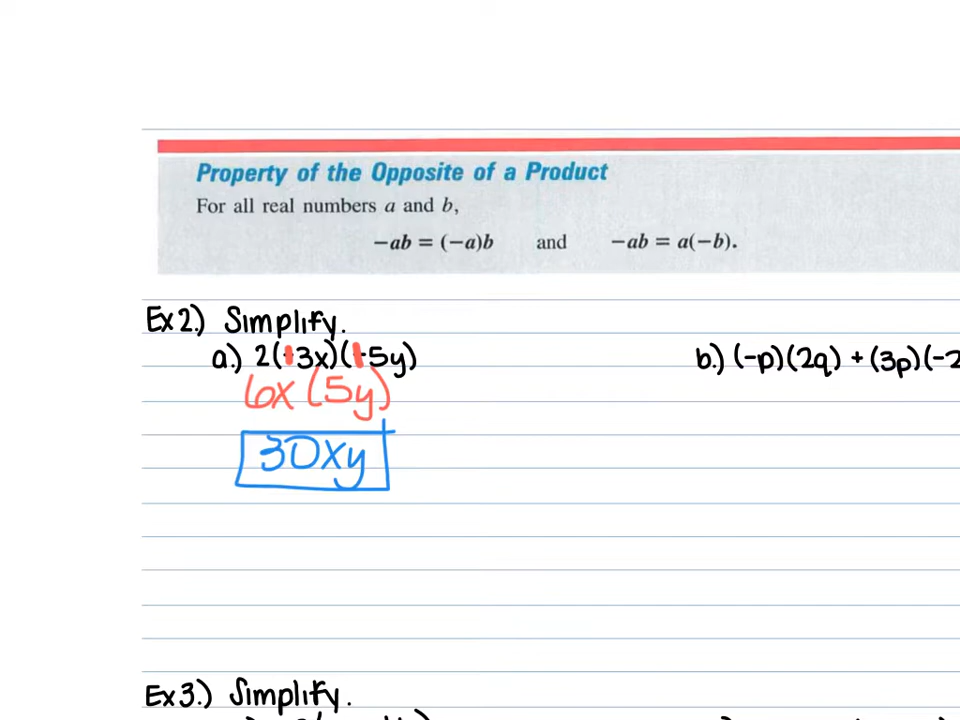 Property of the Opposite of a Product
For all real numbers a and b,
−ab = (−a)b and −ab = a(−b).
Ex2.) Simplify.
a.) 2(-3x)(-5y) b.) (-p)(2q) + (3p)(-2
6x (5y)
30xy
Ex3.) Simplify.